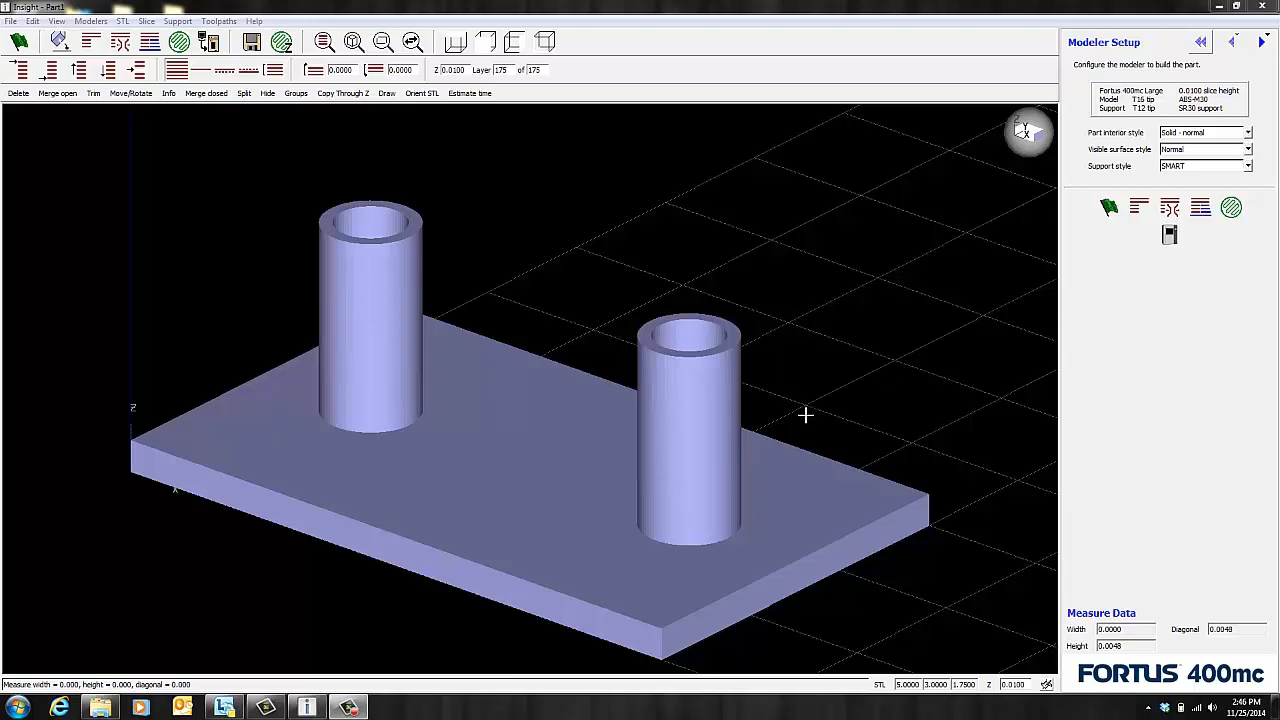 Insight - Part1
File Edit View Modelers STL Slice Support Toolpaths Help
0.0000 0.0000 Z 0.0100 Layer 175 of 175
Delete Merge open Trim Move/Rotate Info Merge closed Split Hide Groups Copy Through Z Draw Orient STL Estimate time
Z
Z
Y
X
X
Modeler Setup
Configure the modeler to build the part.
Fortus 400mc Large 0.0100 slice height
Model T16 tip ABS-M30
Support T12 tip SR30 support
Part interior style Solid - normal
Visible surface style Normal
Support style SMART
Measure Data
Width 0.0000 Diagonal 0.0048
Height 0.0048
FORTUS 400mc
Measure width = 0.000, height = 0.000, diagonal = 0.000
STL 5.0000 3.0000 1.7500 Z 0.0100
2:46 PM
11/25/2014